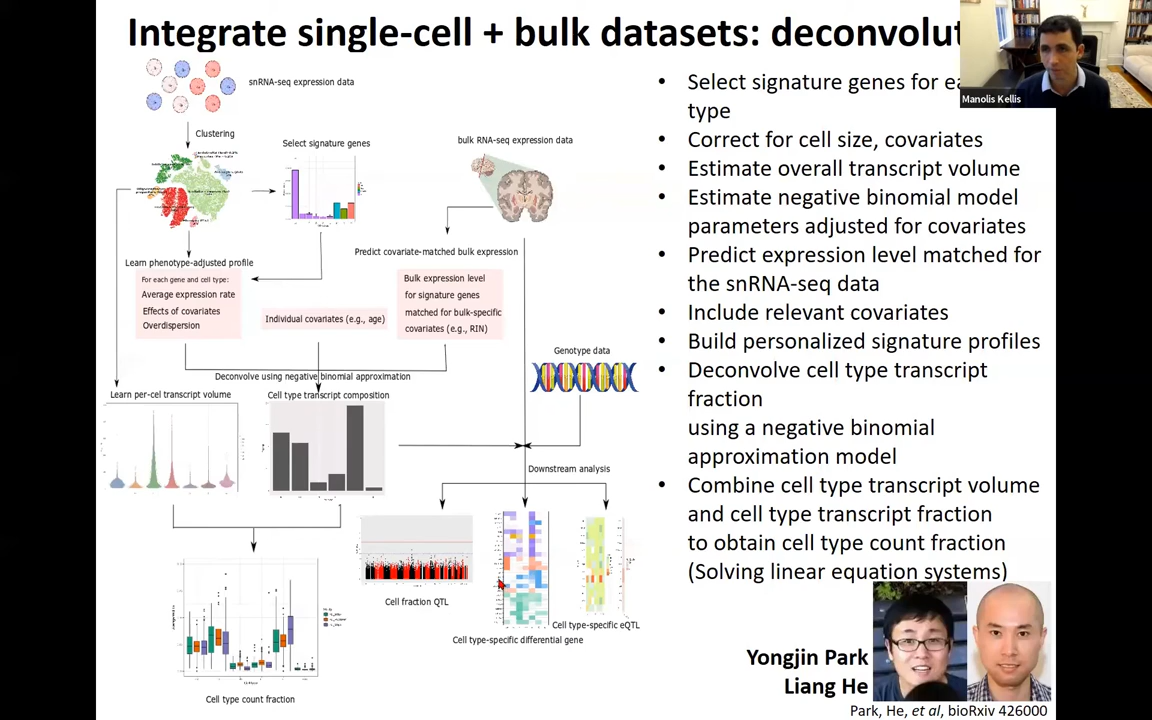 Integrate single-cell + bulk datasets: deconvolut
Manolis Kellis
snRNA-seq expression data
Clustering
Select signature genes
bulk RNA-seq expression data
Learn phenotype-adjusted profile
For each gene and cell type:
Average expression rate
Effects of covariates
Overdispersion
Individual covariates (e.g., age)
Predict covariate-matched bulk expression
Bulk expression level
for signature genes
matched for bulk-specific
covariates (e.g., RIN)
Genotype data
Deconvolve using negative binomial approximation
Learn per-cel transcript volume
Cell type transcript composition
Downstream analysis
Cell fraction QTL
Cell type-specific differential gene
Cell type-specific eQTL
Cell type count fraction
• Select signature genes for ea
type
• Correct for cell size, covariates
• Estimate overall transcript volume
• Estimate negative binomial model
parameters adjusted for covariates
• Predict expression level matched for
the snRNA-seq data
• Include relevant covariates
• Build personalized signature profiles
• Deconvolve cell type transcript
fraction
using a negative binomial
approximation model
• Combine cell type transcript volume
and cell type transcript fraction
to obtain cell type count fraction
(Solving linear equation systems)
Yongjin Park
Liang He
Park, He, et al, bioRxiv 426000